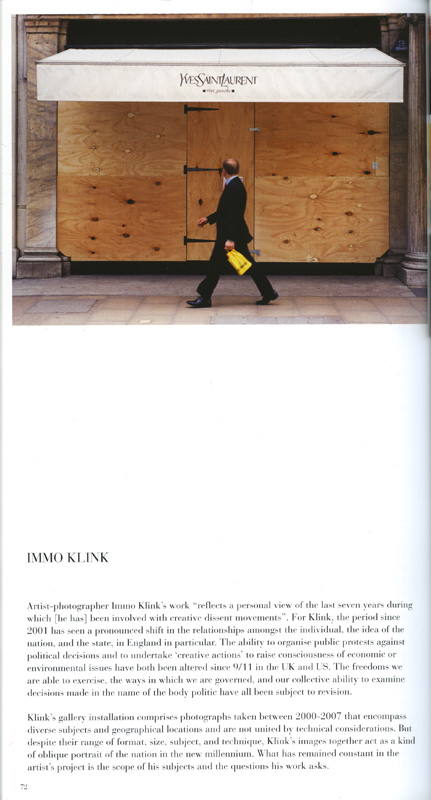 YVES SAINT LAURENT
rive gauche
IMMO KLINK
Artist-photographer Immo Klink's work "reflects a personal view of the last seven years during
which [he has] been involved with creative dissent movements". For Klink, the period since
2001 has seen a pronounced shift in the relationships amongst the individual, the idea of the
nation, and the state, in England in particular. The ability to organise public protests against
political decisions and to undertake 'creative actions' to raise consciousness of economic or
environmental issues have both been altered since 9/11 in the UK and US. The freedoms we
are able to exercise, the ways in which we are governed, and our collective ability to examine
decisions made in the name of the body politic have all been subject to revision.
Klink's gallery installation comprises photographs taken between 2000-2007 that encompass
diverse subjects and geographical locations and are not united by technical considerations. But
despite their range of format, size, subject, and technique, Klink's images together act as a kind
of oblique portrait of the nation in the new millennium. What has remained constant in the
artist's project is the scope of his subjects and the questions his work asks.
72